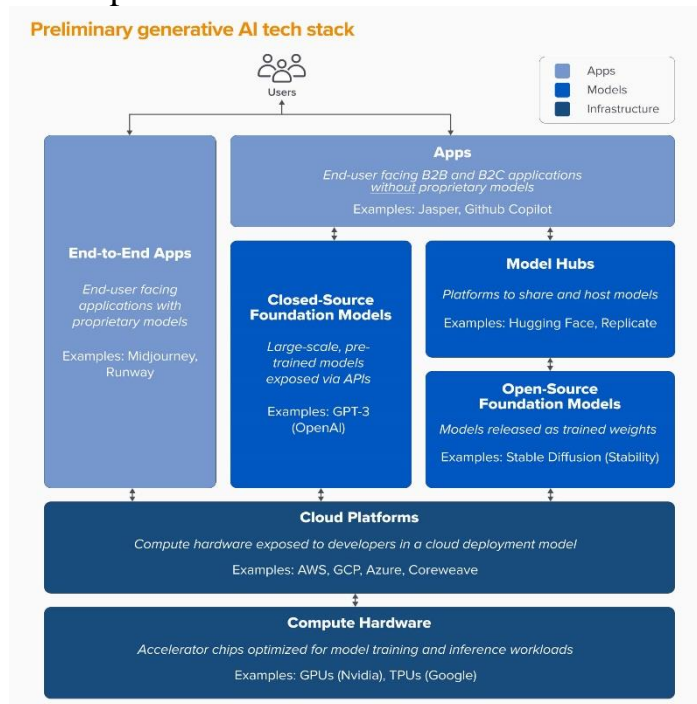 Preliminary generative AI tech stack
Users
Apps
Models
Infrastructure
Apps
End-user facing B2B and B2C applications
without proprietary models
Examples: Jasper, Github Copilot
End-to-End Apps
End-user facing
applications with
proprietary models
Examples: Midjourney,
Runway
Closed-Source
Foundation Models
Large-scale, pre-
trained models
exposed via APIs
Examples: GPT-3
(OpenAI)
Model Hubs
Platforms to share and host models
Examples: Hugging Face, Replicate
Open-Source
Foundation Models
Models released as trained weights
Examples: Stable Diffusion (Stability)
Cloud Platforms
Compute hardware exposed to developers in a cloud deployment model
Examples: AWS, GCP, Azure, Coreweave
Compute Hardware
Accelerator chips optimized for model training and inference workloads
Examples: GPUs (Nvidia), TPUs (Google)